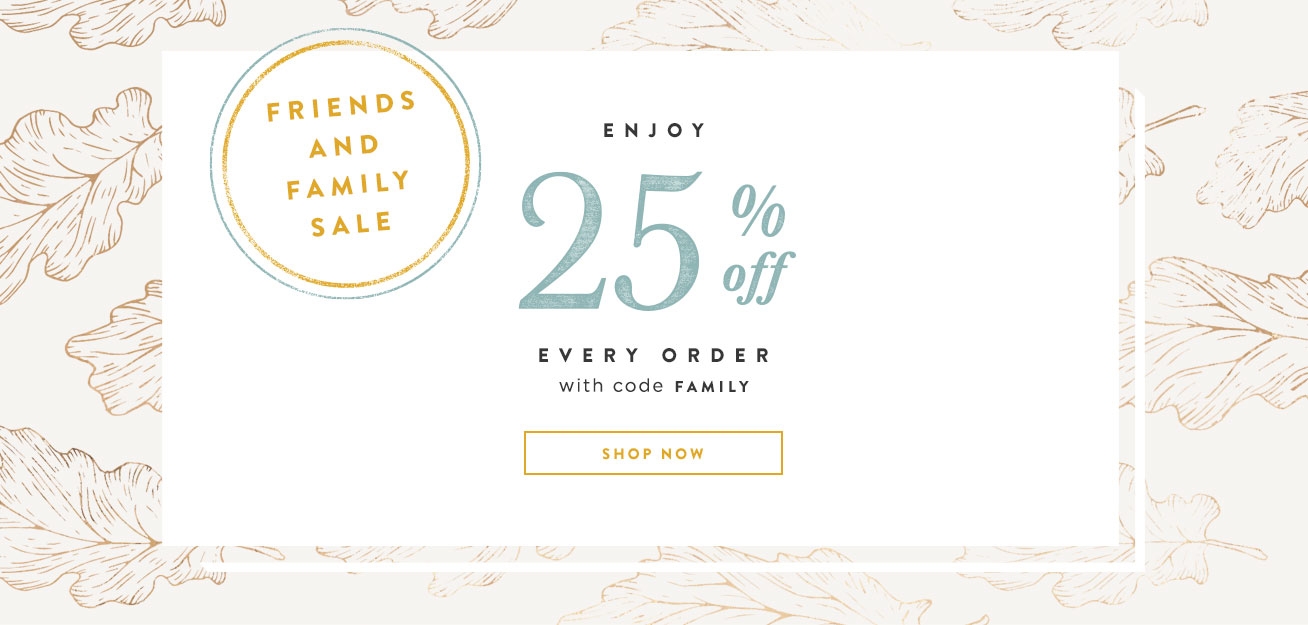 FRIENDS
AND
FAMILY
SALE
ENJOY
25% off
EVERY ORDER
with code FAMILY
SHOP NOW